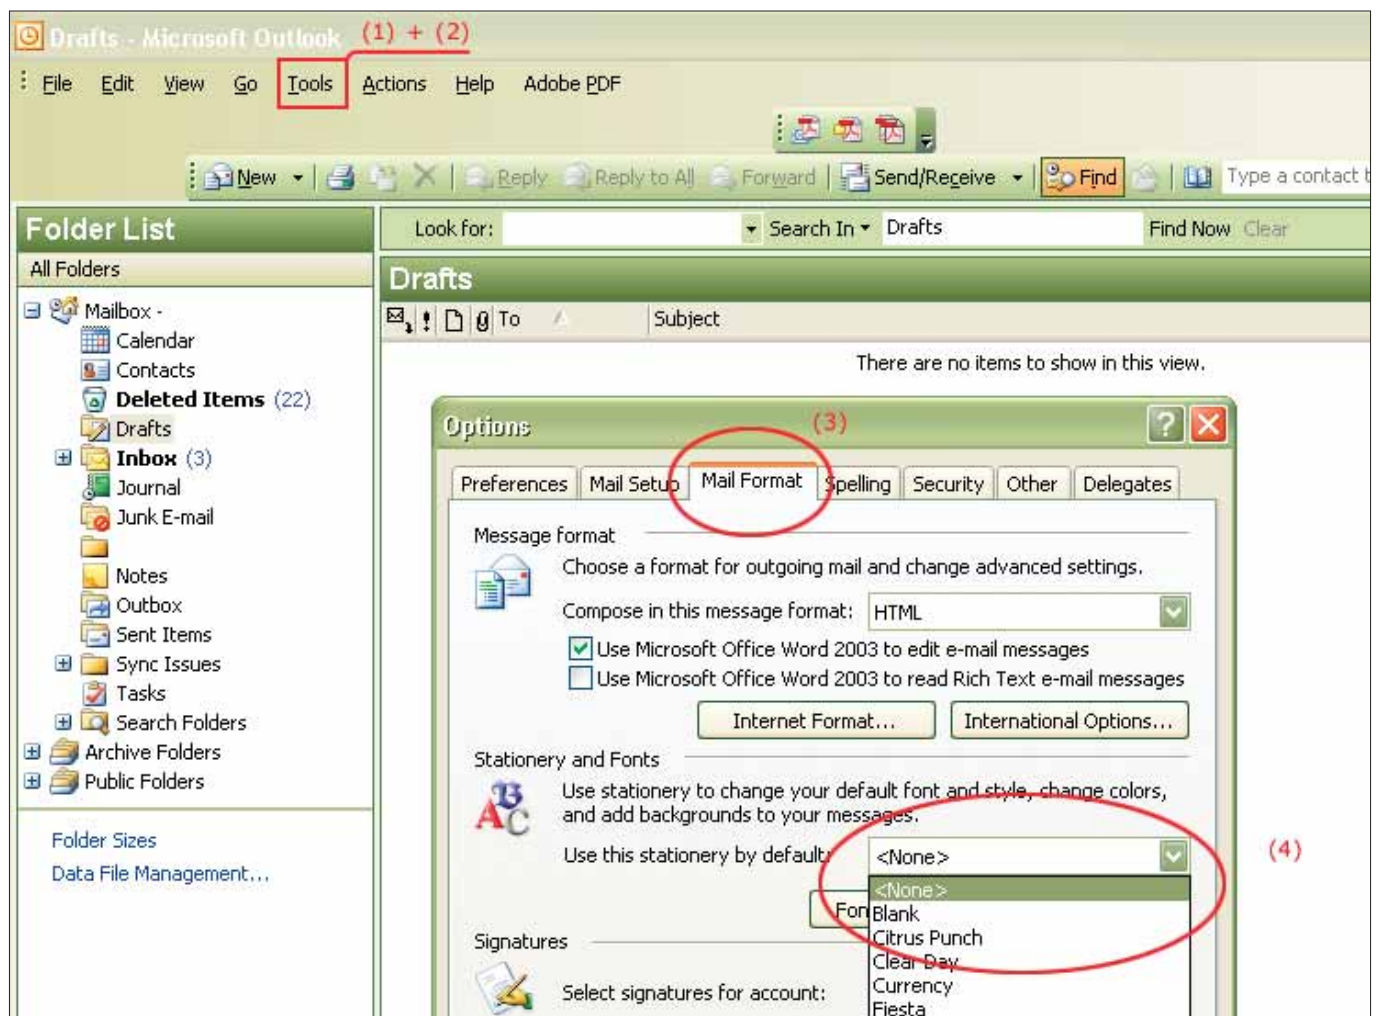 Drafts - Microsoft Outlook (1) + (2)
File Edit View Go Tools Actions Help Adobe PDF
New Reply Reply to All Forward Send/Receive Find Type a contact t
Folder List
Look for: Search In Drafts Find Now Clear
All Folders
Drafts
Mailbox -
To Subject
Calendar
There are no items to show in this view.
Contacts
Deleted Items (22)
Drafts
Inbox (3)
Journal
Junk E-mail
Notes
Outbox
Sent Items
Sync Issues
Tasks
Search Folders
Archive Folders
Public Folders
Folder Sizes
Data File Management...
Options (3)
Preferences Mail Setup Mail Format Spelling Security Other Delegates
Message format
Choose a format for outgoing mail and change advanced settings.
Compose in this message format: HTML
Use Microsoft Office Word 2003 to edit e-mail messages
Use Microsoft Office Word 2003 to read Rich Text e-mail messages
Internet Format... International Options...
Stationery and Fonts
Use stationery to change your default font and style, change colors,
and add backgrounds to your messages.
Use this stationery by default: <None> (4)
<None>
Fon Blank
Citrus Punch
Signatures
Clear Day
Currency
Select signatures for account:
Fiesta